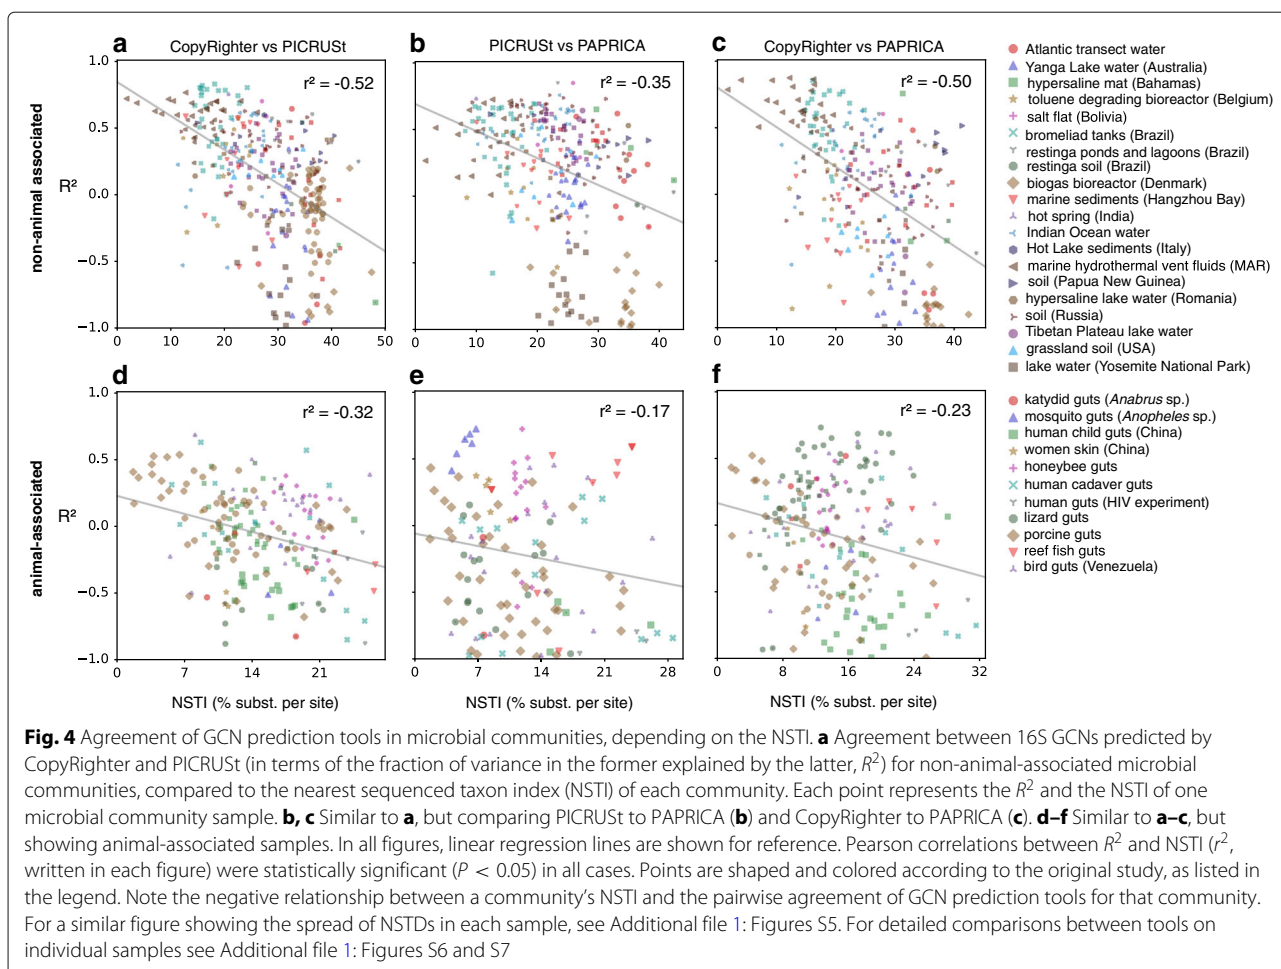 a CopyRighter vs PICRUSt
b PICRUSt vs PAPRICA
c CopyRighter vs PAPRICA
non-animal associated
R²
1.0
0.5
0.0
−0.5
−1.0
r² = -0.52
r² = -0.35
r² = -0.50
0 10 20 30 40 50
0 10 20 30 40
0 10 20 30 40
d
e
f
animal-associated
R²
1.0
0.5
0.0
−0.5
−1.0
r² = -0.32
r² = -0.17
r² = -0.23
0 7 14 21
0 7 14 21 28
0 8 16 24 32
NSTI (% subst. per site)
NSTI (% subst. per site)
NSTI (% subst. per site)
Atlantic transect water
Yanga Lake water (Australia)
hypersaline mat (Bahamas)
toluene degrading bioreactor (Belgium)
salt flat (Bolivia)
bromeliad tanks (Brazil)
restinga ponds and lagoons (Brazil)
restinga soil (Brazil)
biogas bioreactor (Denmark)
marine sediments (Hangzhou Bay)
hot spring (India)
Indian Ocean water
Hot Lake sediments (Italy)
marine hydrothermal vent fluids (MAR)
soil (Papua New Guinea)
hypersaline lake water (Romania)
soil (Russia)
Tibetan Plateau lake water
grassland soil (USA)
lake water (Yosemite National Park)
katydid guts (Anabrus sp.)
mosquito guts (Anopheles sp.)
human child guts (China)
women skin (China)
honeybee guts
human cadaver guts
human guts (HIV experiment)
lizard guts
porcine guts
reef fish guts
bird guts (Venezuela)
Fig. 4 Agreement of GCN prediction tools in microbial communities, depending on the NSTI. a Agreement between 16S GCNs predicted by
CopyRighter and PICRUSt (in terms of the fraction of variance in the former explained by the latter, R²) for non-animal-associated microbial
communities, compared to the nearest sequenced taxon index (NSTI) of each community. Each point represents the R² and the NSTI of one
microbial community sample. b, c Similar to a, but comparing PICRUSt to PAPRICA (b) and CopyRighter to PAPRICA (c). d–f Similar to a–c, but
showing animal-associated samples. In all figures, linear regression lines are shown for reference. Pearson correlations between R² and NSTI (r²,
written in each figure) were statistically significant (P < 0.05) in all cases. Points are shaped and colored according to the original study, as listed in
the legend. Note the negative relationship between a community's NSTI and the pairwise agreement of GCN prediction tools for that community.
For a similar figure showing the spread of NSTDs in each sample, see Additional file 1: Figures S5. For detailed comparisons between tools on
individual samples see Additional file 1: Figures S6 and S7